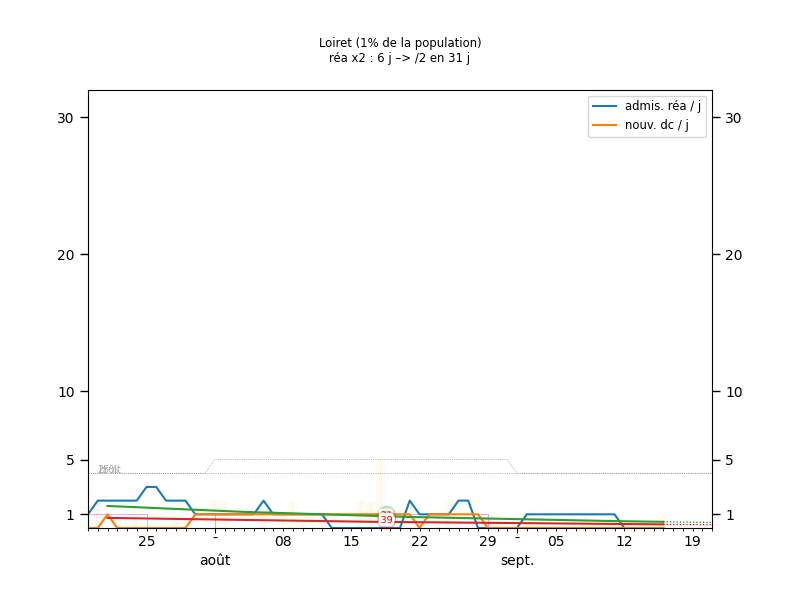 Loiret (1% de la population)
réa x2 : 6 j –> /2 en 31 j
admis. réa / j
nouv. dc / j
30 30
20 20
10 10
5 5
1 1
39
25 - 08 15 22 29 - 05 12 19
août sept.